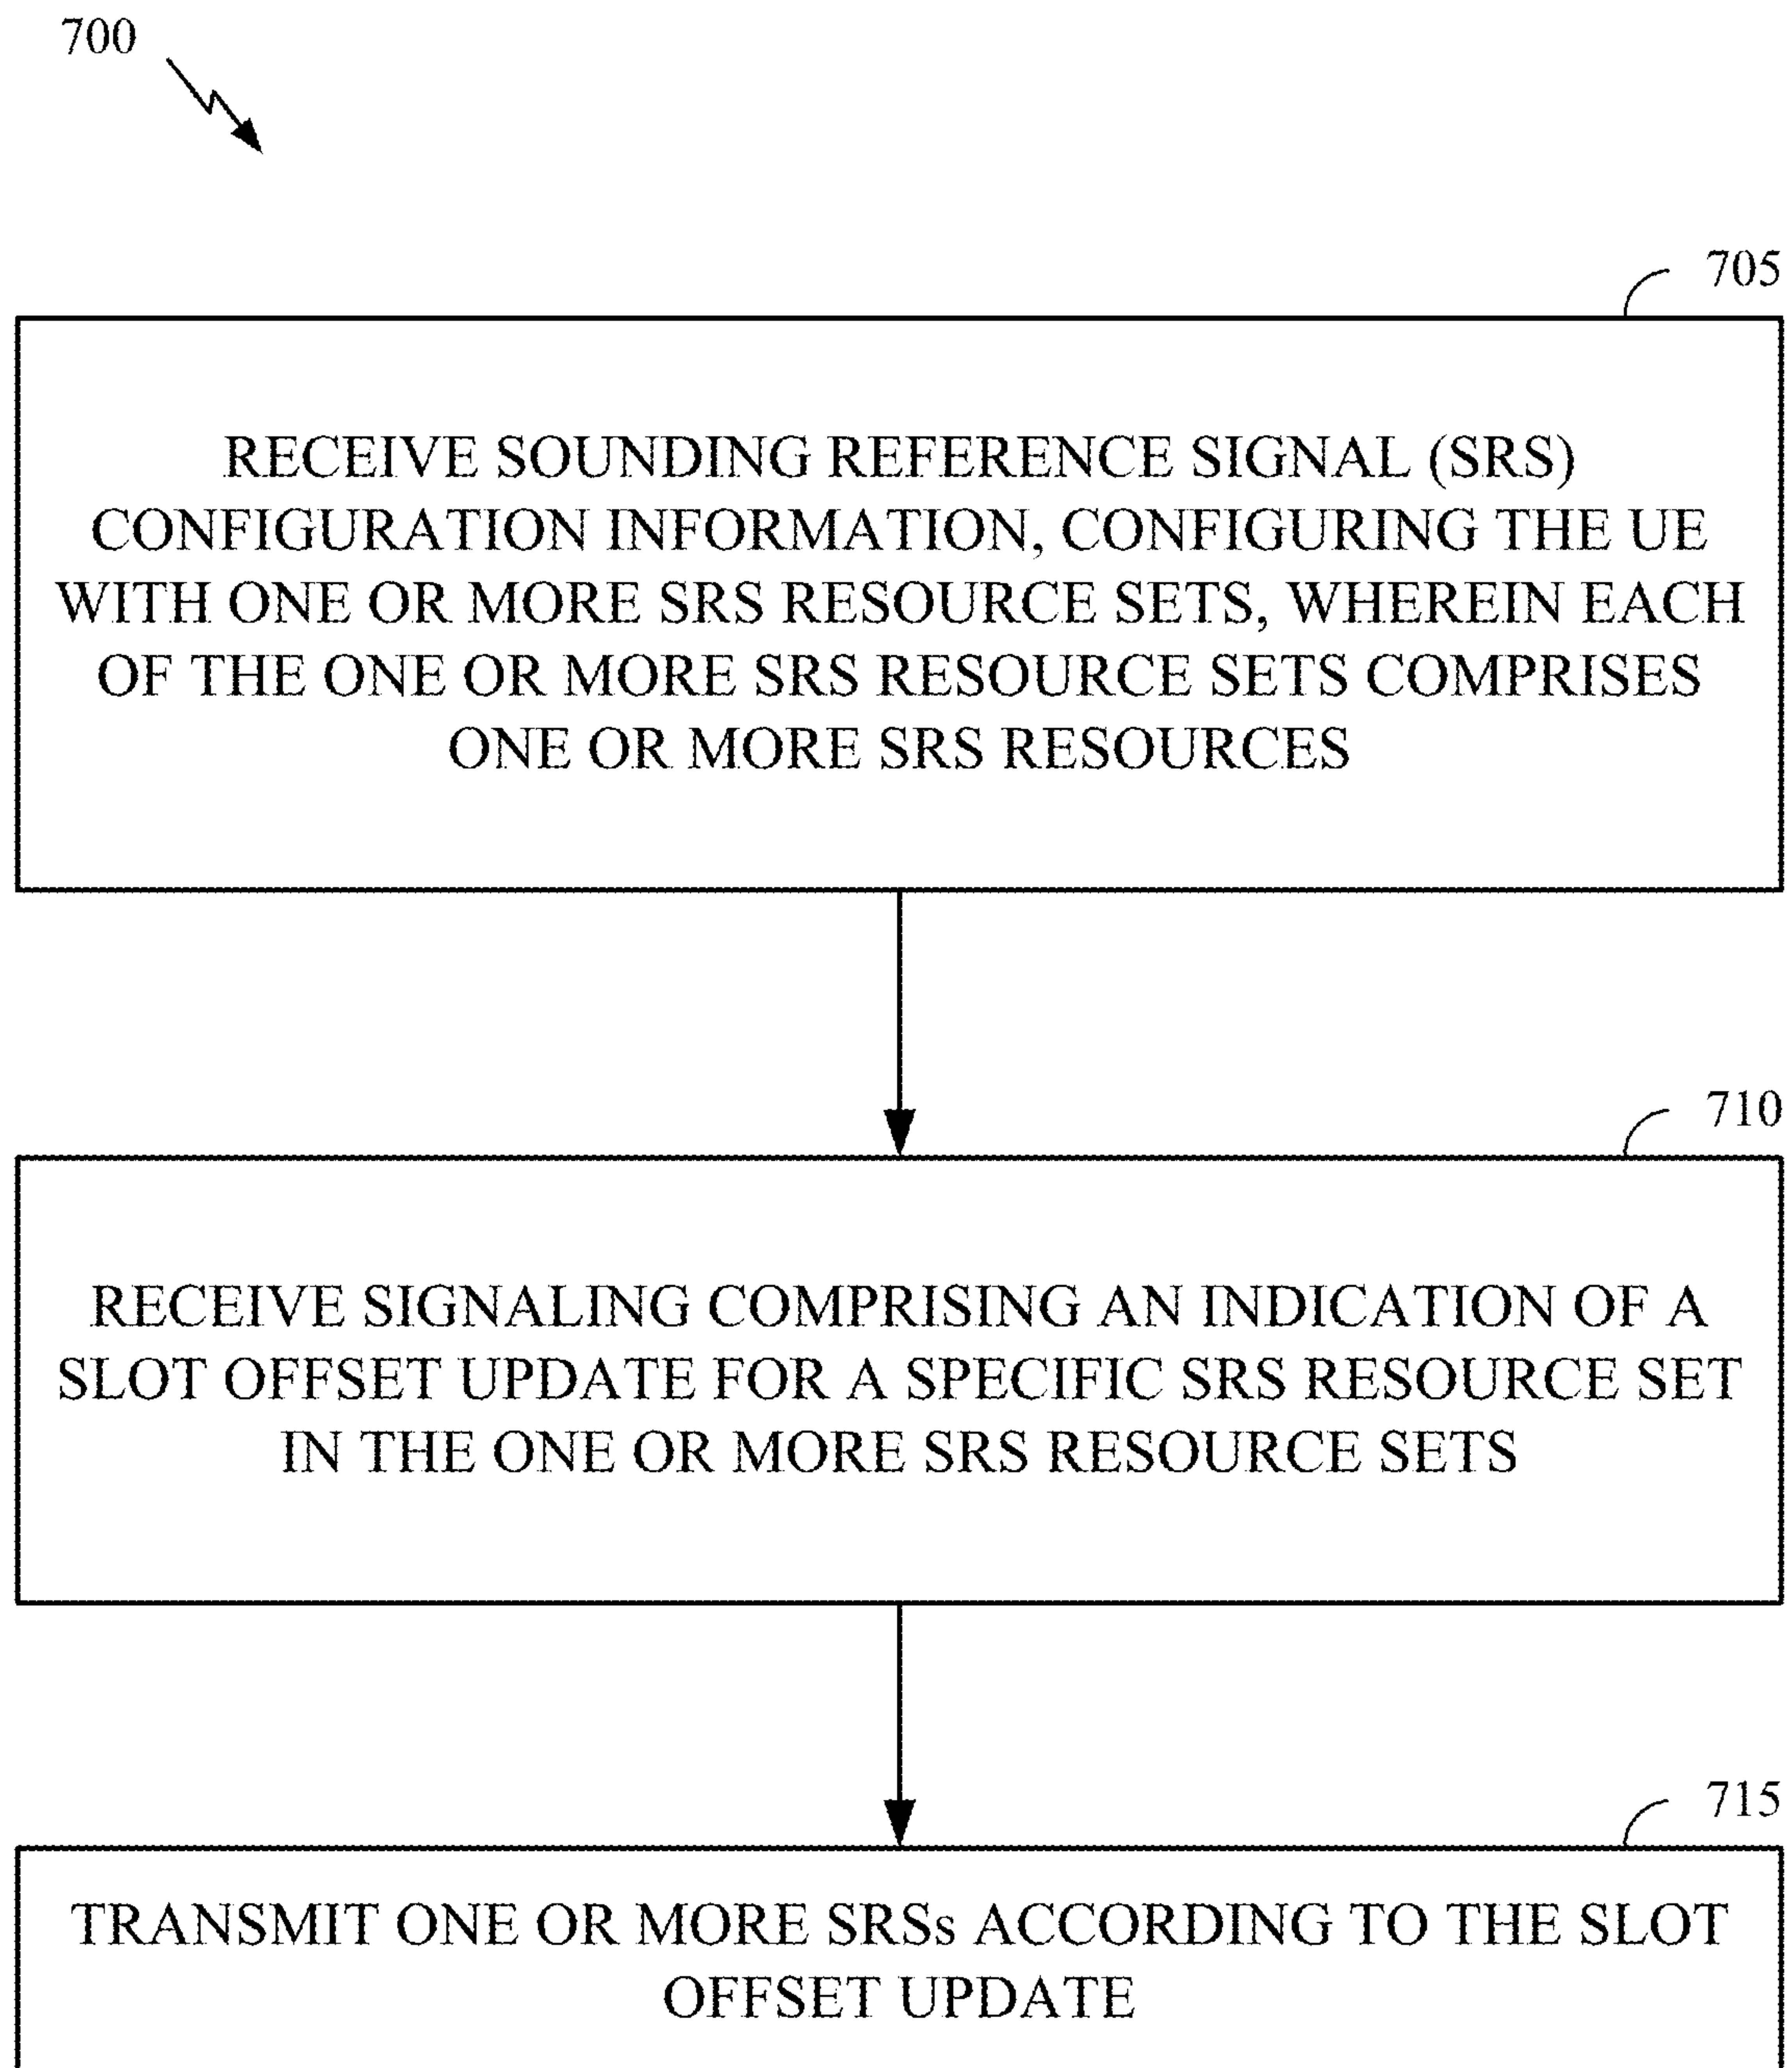 700
705
RECEIVE SOUNDING REFERENCE SIGNAL (SRS)
CONFIGURATION INFORMATION, CONFIGURING THE UE
WITH ONE OR MORE SRS RESOURCE SETS, WHEREIN EACH
OF THE ONE OR MORE SRS RESOURCE SETS COMPRISES
ONE OR MORE SRS RESOURCES
710
RECEIVE SIGNALING COMPRISING AN INDICATION OF A
SLOT OFFSET UPDATE FOR A SPECIFIC SRS RESOURCE SET
IN THE ONE OR MORE SRS RESOURCE SETS
715
TRANSMIT ONE OR MORE SRSs ACCORDING TO THE SLOT
OFFSET UPDATE